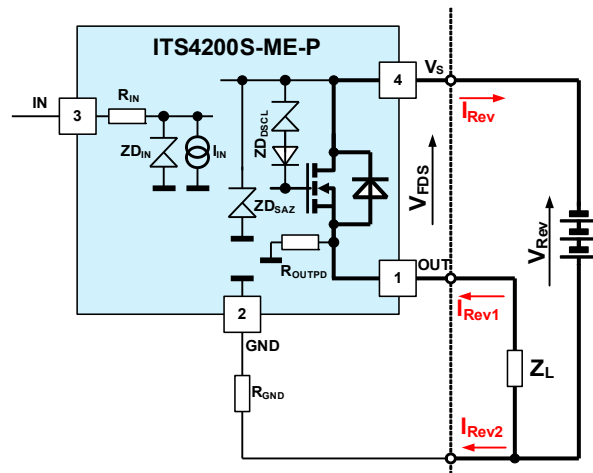 ITS4200S-ME-P
VS
4
IN
3
RIN
ZDIN
IIN
ZDDSCL
ZDSAZ
ROUTPD
IRev
VFDS
VRev
OUT
1
IRev1
2
GND
RGND
ZL
IRev2